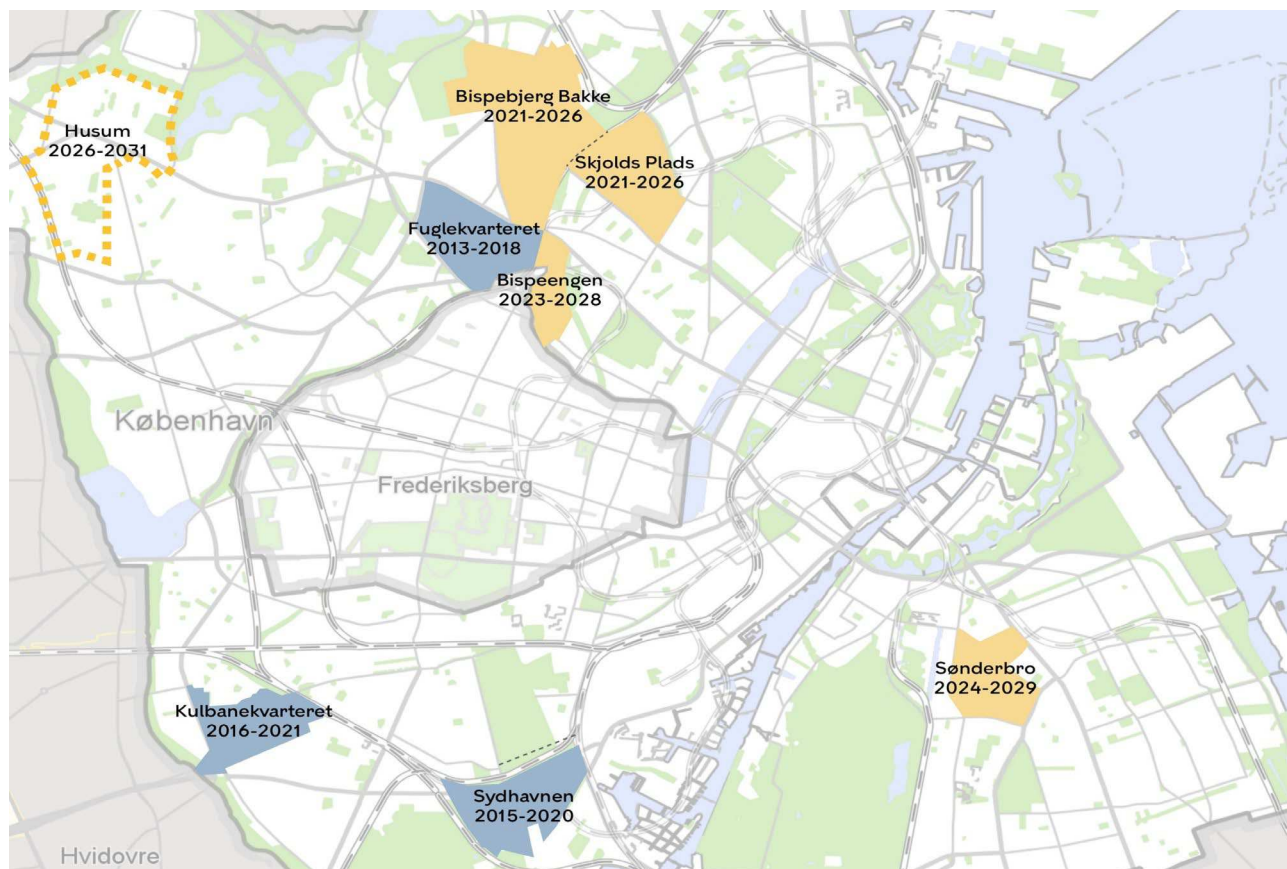 Bispebjerg Bakke
2021-2026
Husum
2026-2031
Skjolds Plads
2021-2026
Fuglekvarteret
2013-2018
Bispeengen
2023-2028
København
Frederiksberg
Sønderbro
2024-2029
Kulbanekvarteret
2016-2021
Sydhavnen
2015-2020
Hvidovre